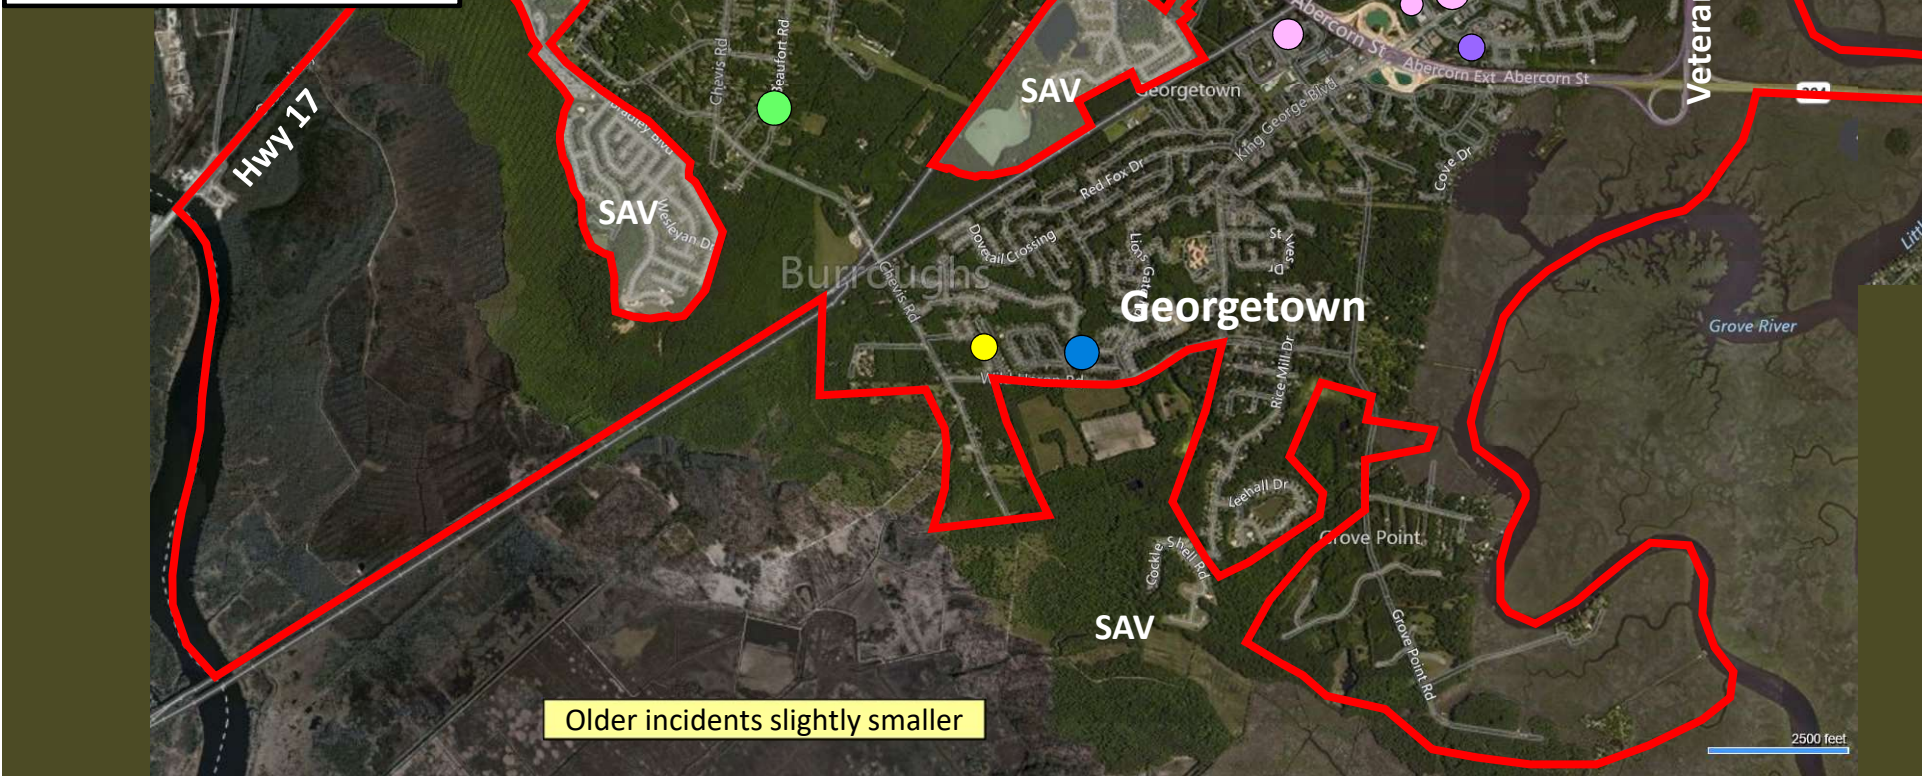 Abercorn St.
Vetera
Beaufort Rd
Chevis Rd
Abercorn Ext
Abercorn St
SAV
Georgetown
204
Hwy 17
Bradley Blvd
King George Blvd
Red Fox Dr
Cove Dr
SAV
Wesleyan Dr
Dovetail Crossing
St Ives Dr
Littl
Burroughs
Chevis Rd
Georgetown
Grove River
Rice Mill Dr
Leehall Dr
Grove Point
Cockle Shell Rd
SAV
Grove Point Rd
Older incidents slightly smaller
2500 feet